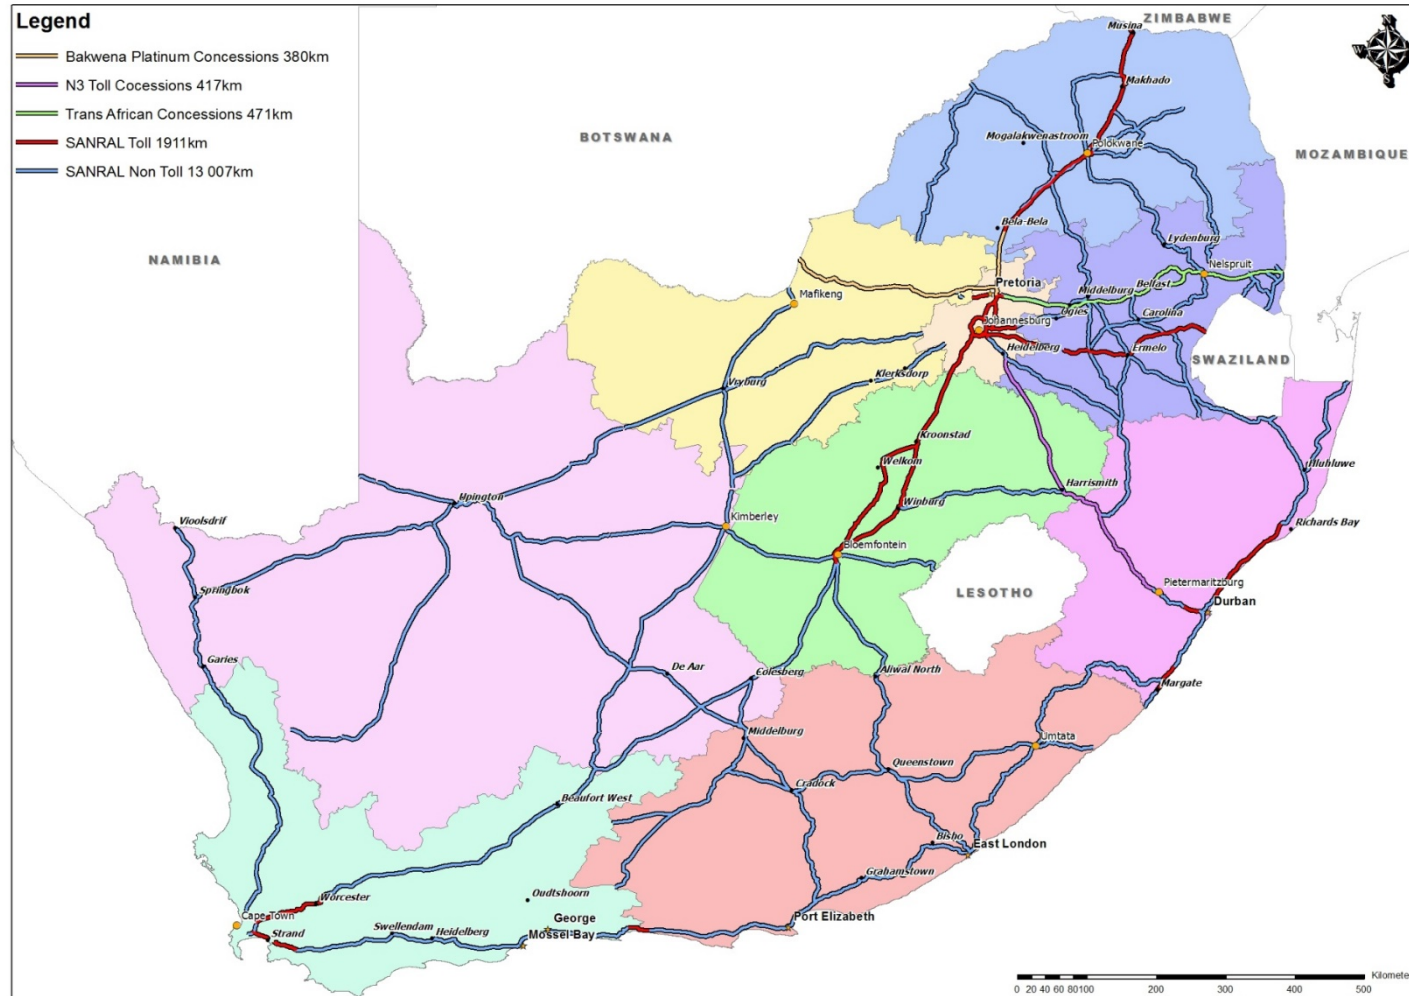 Legend
Bakwena Platinum Concessions 380km
N3 Toll Cocessions 417km
Trans African Concessions 471km
SANRAL Toll 1911km
SANRAL Non Toll 13 007km
ZIMBABWE
Musina
N
W
E
S
Makhado
BOTSWANA
Mogalakwenastroom
Polokwane
MOZAMBIQUE
Bela-Bela
NAMIBIA
Lydenburg
Nelspruit
Pretoria
Belfast
Middelburg
Mafikeng
Ogies
Carolina
Johannesburg
Heidelberg
Ermelo
SWAZILAND
Klerksdorp
Vryburg
Kroonstad
Welkom
Hluhluwe
Harrismith
Upington
Winburg
Vioolsdrif
Kimberley
Richards Bay
Bloemfontein
Springbok
LESOTHO
Pietermaritzburg
Durban
Garies
De Aar
Colesberg
Aliwal North
Margate
Middelburg
Umtata
Queenstown
Cradock
Beaufort West
Bisho
East London
Grahamstown
Oudtshoorn
Worcester
Cape Town
George
Port Elizabeth
Strand
Swellendam
Heidelberg
Mossel Bay
Kilomete
0 20 40 60 80 100 200 300 400 500